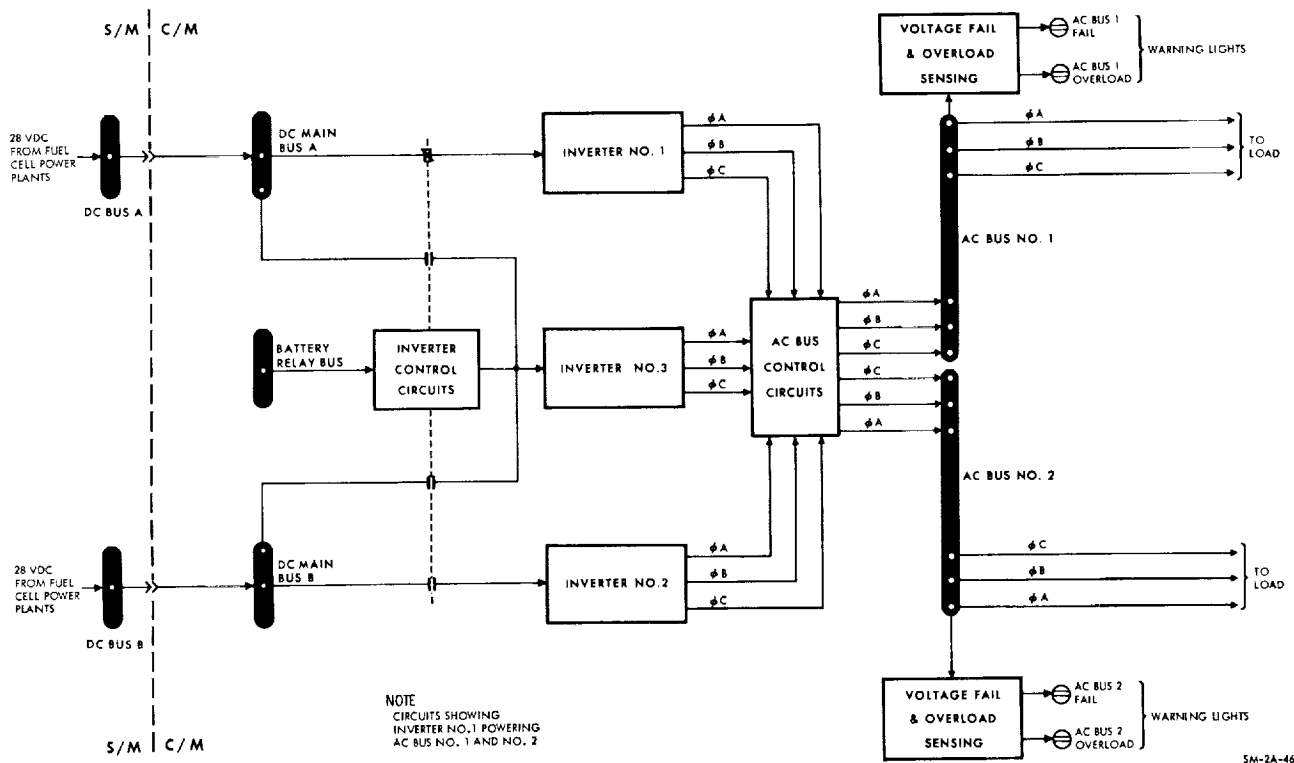 S/M C/M
VOLTAGE FAIL
& OVERLOAD
SENSING
AC BUS 1
FAIL
AC BUS 1
OVERLOAD
WARNING LIGHTS
28 VDC
FROM FUEL
CELL POWER
PLANTS
DC BUS A
DC MAIN
BUS A
INVERTER NO. 1
φA
φB
φC
φA
φB
φC
TO
LOAD
AC BUS NO. 1
BATTERY
RELAY BUS
INVERTER
CONTROL
CIRCUITS
INVERTER NO.3
φA
φB
φC
AC BUS
CONTROL
CIRCUITS
φA
φB
φC
φC
φB
φA
AC BUS NO. 2
28 VDC
FROM FUEL
CELL POWER
PLANTS
DC BUS B
DC MAIN
BUS B
INVERTER NO.2
φA
φB
φC
φC
φB
φA
TO
LOAD
NOTE
CIRCUITS SHOWING
INVERTER NO.1 POWERING
AC BUS NO. 1 AND NO. 2
VOLTAGE FAIL
& OVERLOAD
SENSING
AC BUS 2
FAIL
AC BUS 2
OVERLOAD
WARNING LIGHTS
S/M C/M
SM-2A-46